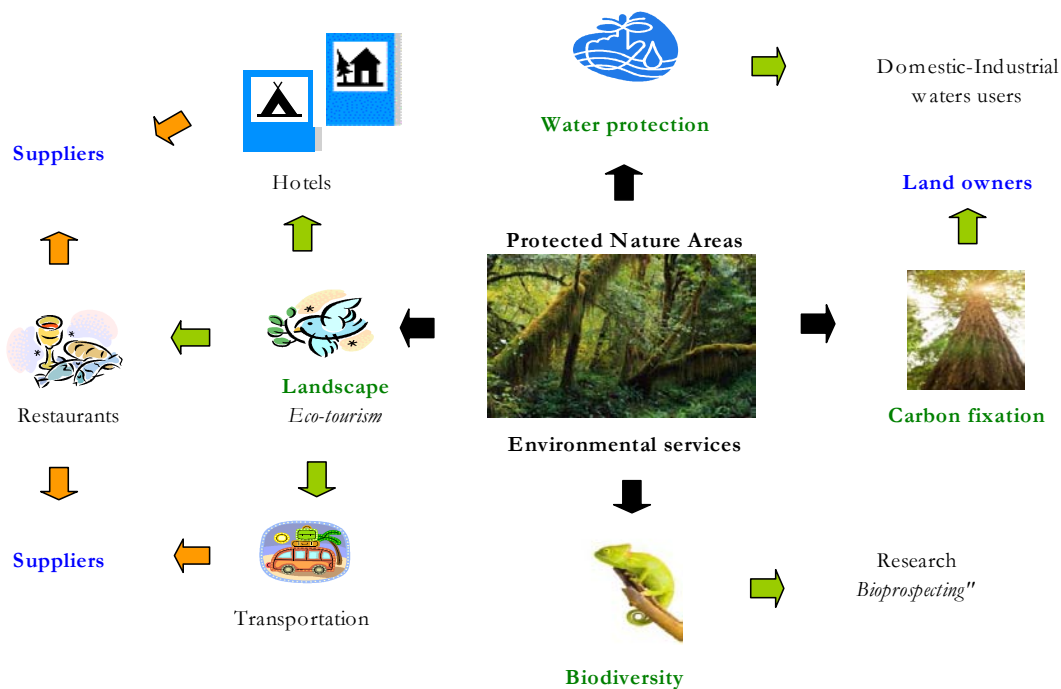 Domestic-Industrial
waters users
Water protection
Suppliers
Hotels
Land owners
Protected Nature Areas
Landscape
Eco-tourism
Restaurants
Carbon fixation
Environmental services
Suppliers
Research
Bioprospecting"
Transportation
Biodiversity